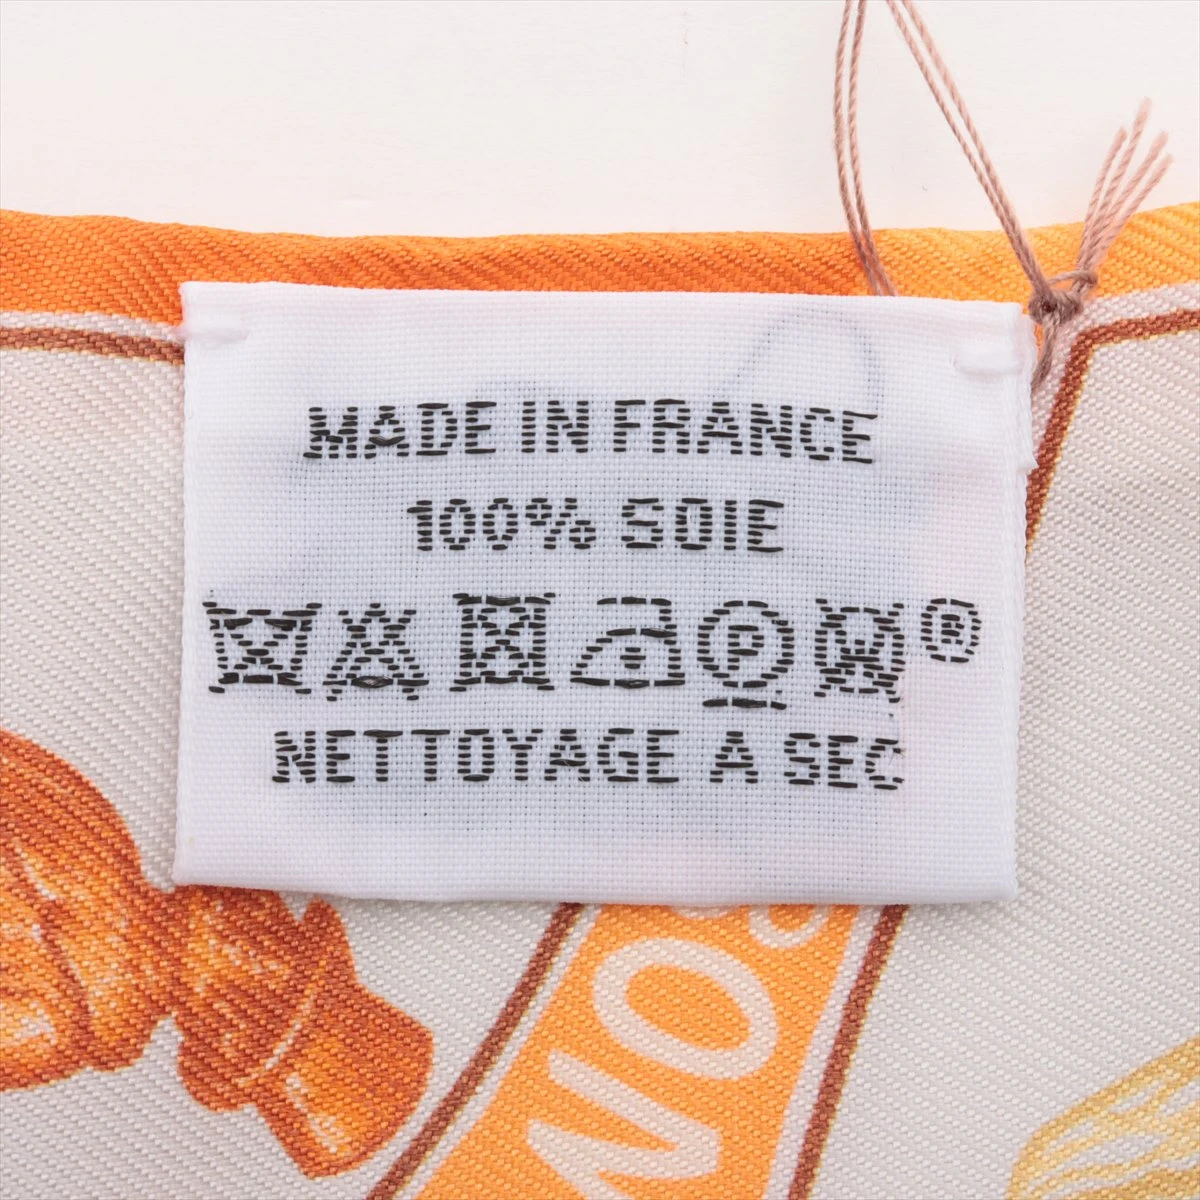 MADE IN FRANCE
100% SOIE
P ®
NETTOYAGE A SEC